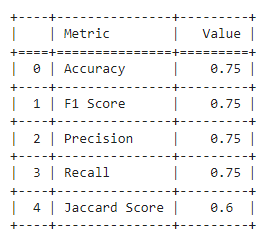 +----+---------------+---------+
|    | Metric        |   Value |
+====+===============+=========+
|  0 | Accuracy      |    0.75 |
+----+---------------+---------+
|  1 | F1 Score      |    0.75 |
+----+---------------+---------+
|  2 | Precision     |    0.75 |
+----+---------------+---------+
|  3 | Recall        |    0.75 |
+----+---------------+---------+
|  4 | Jaccard Score |    0.6  |
+----+---------------+---------+